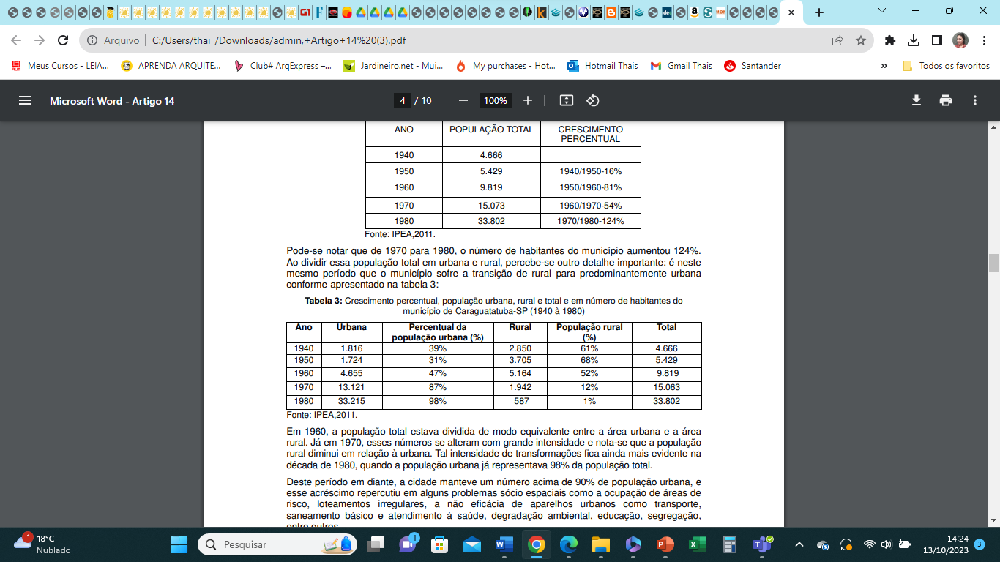 Arquivo | C:/Users/thai_/Downloads/admin,+Artigo+14%20(3).pdf
Meus Cursos - LEIA... APRENDA ARQUITE... Club# ArqExpress –... Jardineiro.net - Mui... My purchases - Hot... Hotmail Thais Gmail Thais Santander » Todos os favoritos
Microsoft Word - Artigo 14 4 / 10 100%
ANO POPULAÇÃO TOTAL CRESCIMENTO
PERCENTUAL
1940 4.666
1950 5.429 1940/1950-16%
1960 9.819 1950/1960-81%
1970 15.073 1960/1970-54%
1980 33.802 1970/1980-124%
Fonte: IPEA,2011.
Pode-se notar que de 1970 para 1980, o número de habitantes do município aumentou 124%.
Ao dividir essa população total em urbana e rural, percebe-se outro detalhe importante: é neste
mesmo período que o município sofre a transição de rural para predominantemente urbana
conforme apresentado na tabela 3:
Tabela 3: Crescimento percentual, população urbana, rural e total e em número de habitantes do
município de Caraguatatuba-SP (1940 à 1980)
Ano Urbana Percentual da Rural População rural Total
população urbana (%) (%)
1940 1.816 39% 2.850 61% 4.666
1950 1.724 31% 3.705 68% 5.429
1960 4.655 47% 5.164 52% 9.819
1970 13.121 87% 1.942 12% 15.063
1980 33.215 98% 587 1% 33.802
Fonte: IPEA,2011.
Em 1960, a população total estava dividida de modo equivalente entre a área urbana e a área
rural. Já em 1970, esses números se alteram com grande intensidade e nota-se que a população
rural diminui em relação à urbana. Tal intensidade de transformações fica ainda mais evidente na
década de 1980, quando a população urbana já representava 98% da população total.
Deste período em diante, a cidade manteve um número acima de 90% de população urbana, e
esse acréscimo repercutiu em alguns problemas sócio espaciais como a ocupação de áreas de
risco, loteamentos irregulares, a não eficácia de aparelhos urbanos como transporte,
saneamento básico e atendimento à saúde, degradação ambiental, educação, segregação,
entre outros.
1 18°C
Nublado
Pesquisar
1
14:24
13/10/2023
3